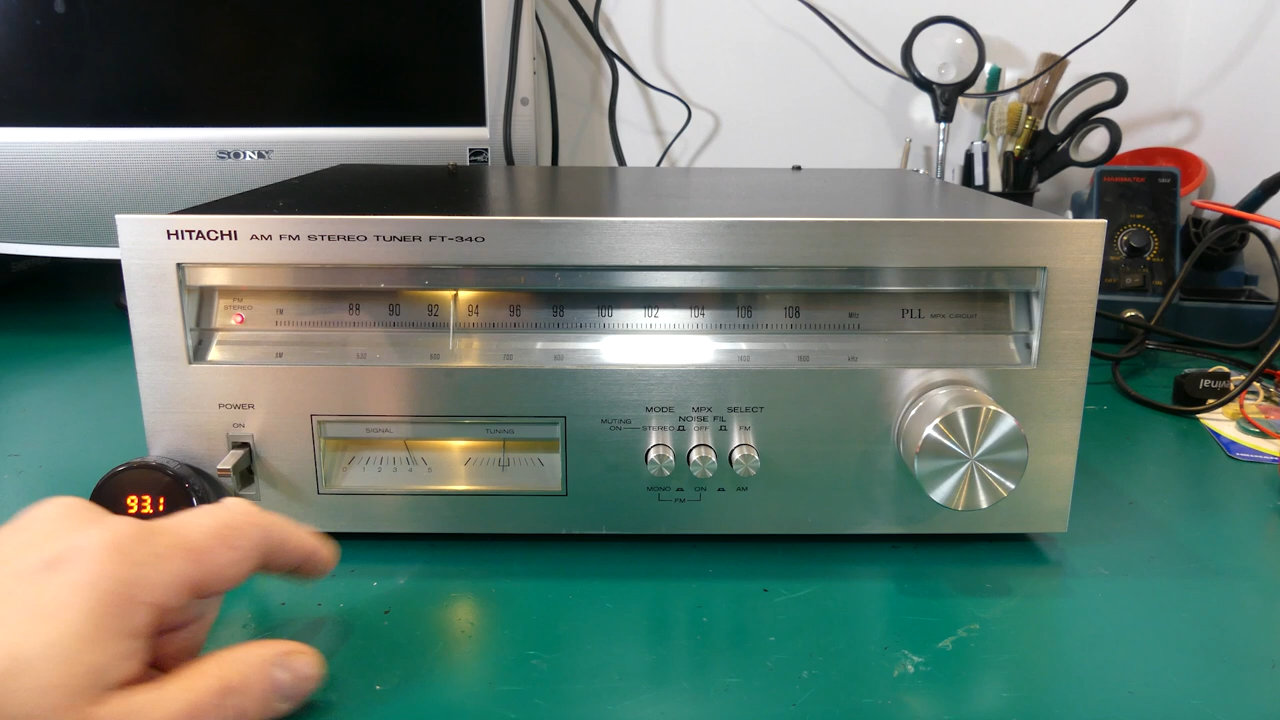 SONY
HITACHI AM FM STEREO TUNER FT-340
FM STEREO
FM 88 90 92 94 96 98 100 102 104 106 108 MHz
PLL MPX CIRCUIT
AM 530 600 700 800 1400 1600 kHz
POWER
ON
SIGNAL
0 1 2 3 4 5
TUNING
MODE MPX NOISE FIL SELECT
MUTING ON STEREO OFF FM
MONO ON AM
FM
93.1